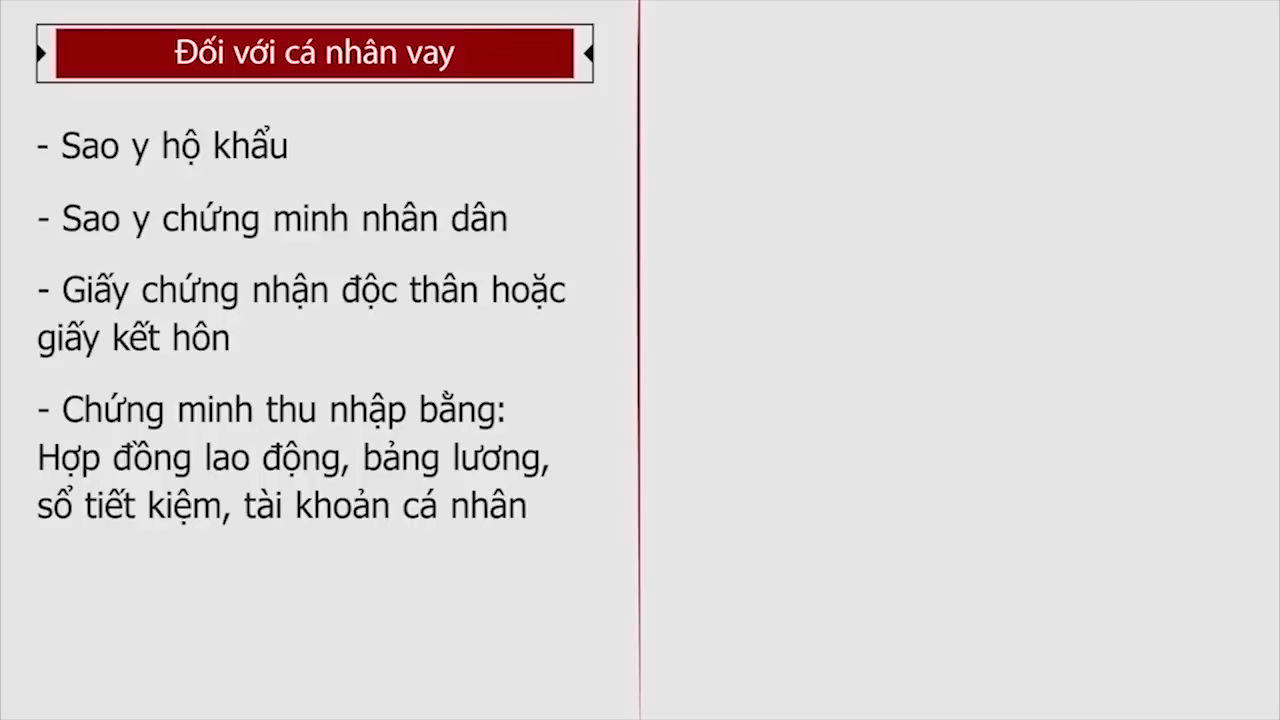 Đối với cá nhân vay
- Sao y hộ khẩu
- Sao y chứng minh nhân dân
- Giấy chứng nhận độc thân hoặc
giấy kết hôn
- Chứng minh thu nhập bằng:
Hợp đồng lao động, bảng lương,
sổ tiết kiệm, tài khoản cá nhân